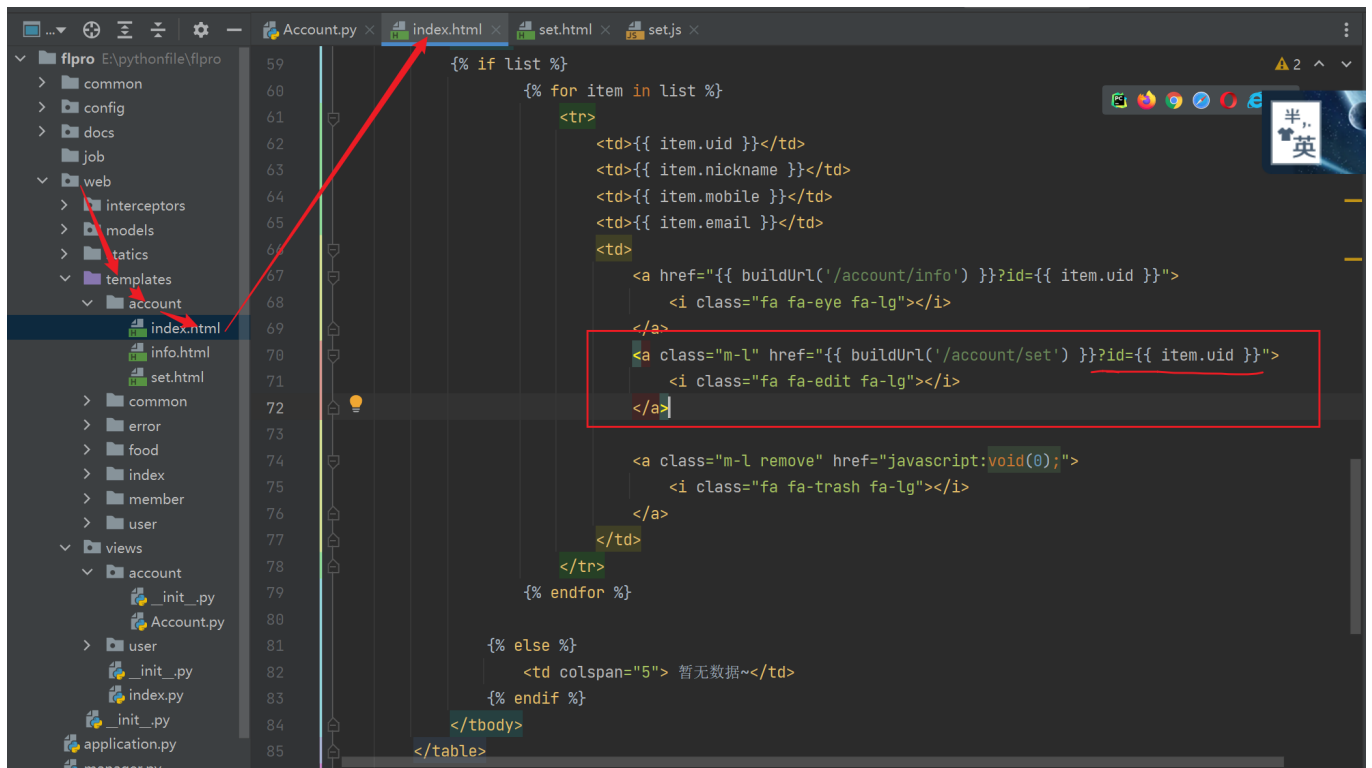 ...
Account.py
index.html
set.html
set.js
flpro E:\pythonfile\flpro
common
config
docs
job
web
interceptors
models
statics
templates
account
index.html
info.html
set.html
common
error
food
index
member
user
views
account
__init__.py
Account.py
user
__init__.py
index.py
__init__.py
application.py
manager.py
2
半,.
英
59 {% if list %}
60 {% for item in list %}
61 <tr>
62 <td>{{ item.uid }}</td>
63 <td>{{ item.nickname }}</td>
64 <td>{{ item.mobile }}</td>
65 <td>{{ item.email }}</td>
66 <td>
67 <a href="{{ buildUrl('/account/info') }}?id={{ item.uid }}">
68 <i class="fa fa-eye fa-lg"></i>
69 </a>
70 <a class="m-l" href="{{ buildUrl('/account/set') }}?id={{ item.uid }}">
71 <i class="fa fa-edit fa-lg"></i>
72 </a>
73
74 <a class="m-l remove" href="javascript:void(0);">
75 <i class="fa fa-trash fa-lg"></i>
76 </a>
77 </td>
78 </tr>
79 {% endfor %}
80
81 {% else %}
82 <td colspan="5"> 暂无数据~</td>
83 {% endif %}
84 </tbody>
85 </table>